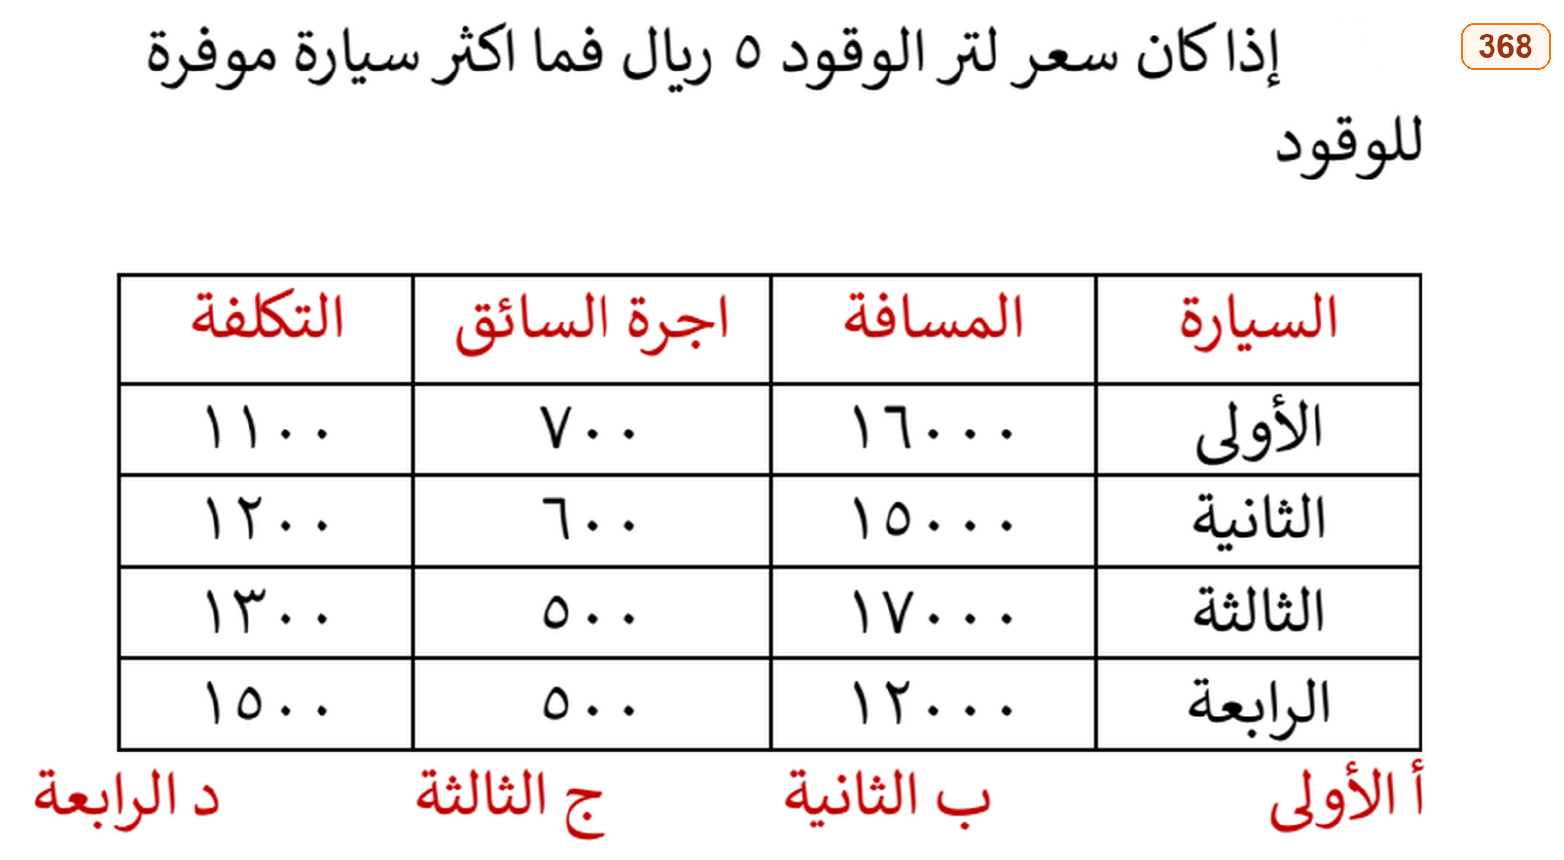 368
إذا كان سعر لتر الوقود ٥ ريال فما اكثر سيارة موفرة
للوقود
السيارة المسافة اجرة السائق التكلفة
الأولى ١٦٠٠٠ ٧٠٠ ١١٠٠
الثانية ١٥٠٠٠ ٦٠٠ ١٢٠٠
الثالثة ١٧٠٠٠ ٥٠٠ ١٣٠٠
الرابعة ١٢٠٠٠ ٥٠٠ ١٥٠٠
أ الأولى ب الثانية ج الثالثة د الرابعة